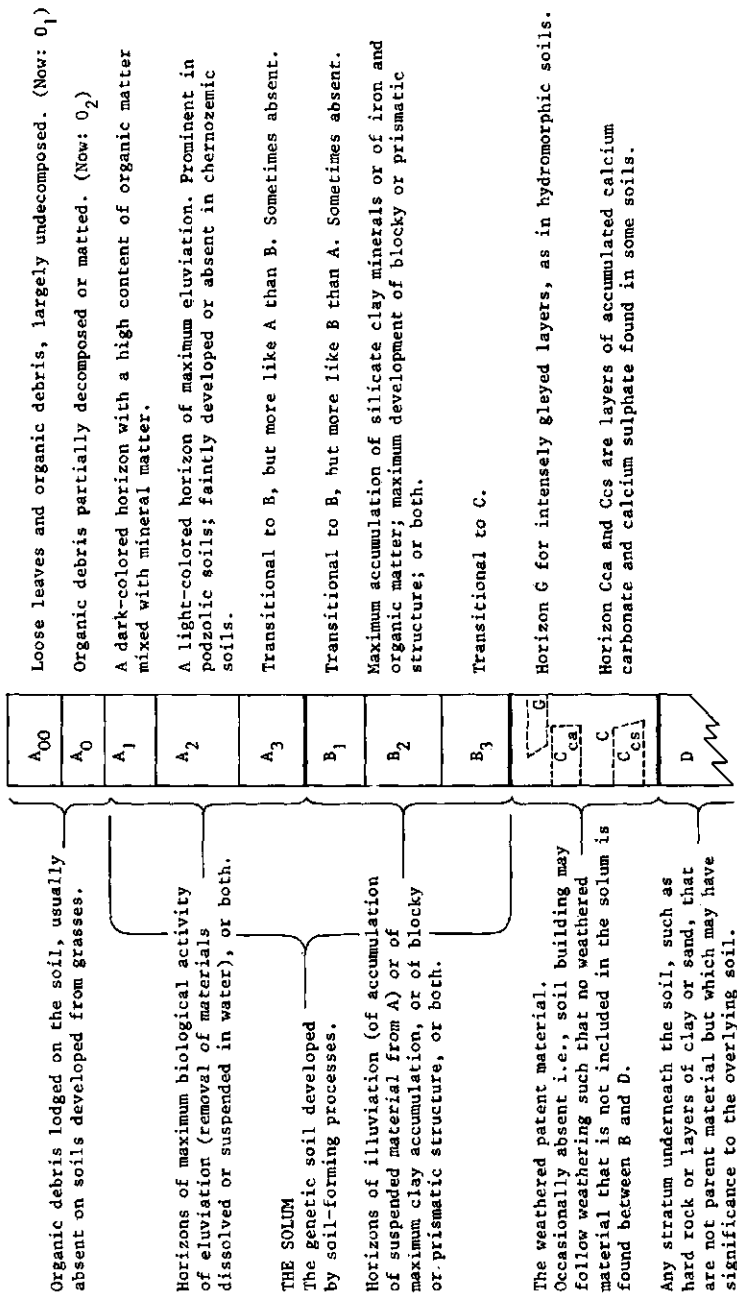 Organic debris lodged on the soil, usually
absent on soils developed from grasses.
Horizons of maximum biological activity
of eluviation (removal of materials
dissolved or suspended in water), or both.
THE SOLUM
The genetic soil developed
by soil-forming processes.
Horizons of illuviation (of accumulation
of suspended material from A) or of
maximum clay accumulation, or of blocky
or prismatic structure, or both.
The weathered patent material.
Occasionally absent i.e., soil building may
follow weathering such that no weathered
material that is not included in the solum is
found between B and D.
Any stratum underneath the soil, such as
hard rock or layers of clay or sand, that
are not parent material but which may have
significance to the overlying soil.
A00
A0
A1
A2
A3
B1
B2
B3
G
Cca
C
Ccs
D
Loose leaves and organic debris, largely undecomposed. (Now: O1)
Organic debris partially decomposed or matted. (Now: O2)
A dark-colored horizon with a high content of organic matter
mixed with mineral matter.
A light-colored horizon of maximum eluviation. Prominent in
podzolic soils; faintly developed or absent in chernozemic
soils.
Transitional to B, but more like A than B. Sometimes absent.
Transitional to B, but more like B than A. Sometimes absent.
Maximum accumulation of silicate clay minerals or of iron and
organic matter; maximum development of blocky or prismatic
structure; or both.
Transitional to C.
Horizon G for intensely gleyed layers, as in hydromorphic soils.
Horizon Cca and Ccs are layers of accumulated calcium
carbonate and calcium sulphate found in some soils.